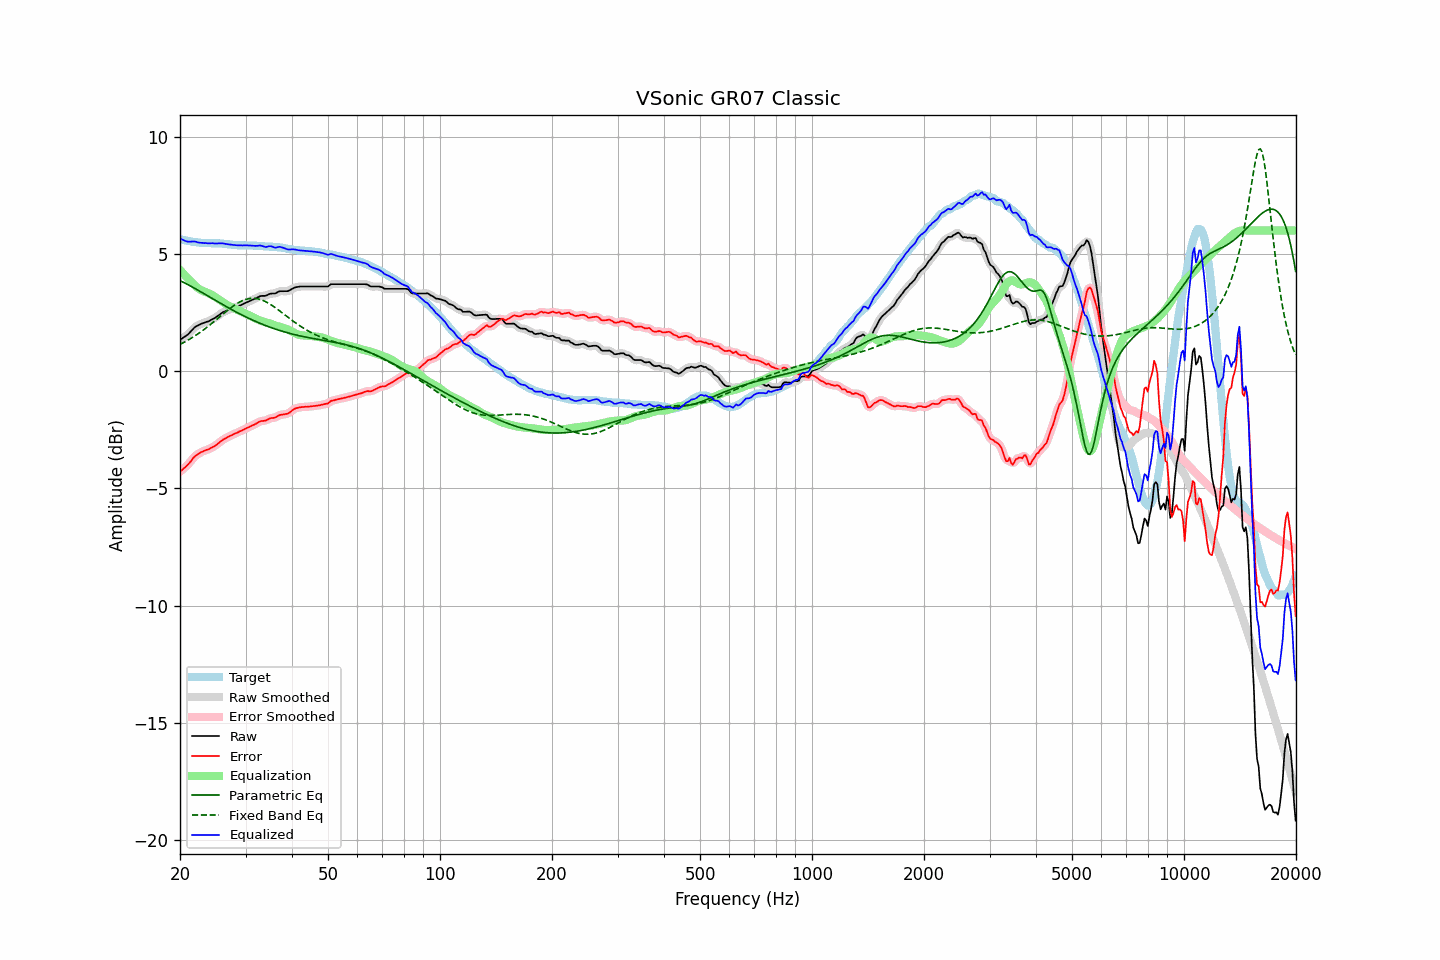 VSonic GR07 Classic
Amplitude (dBr)
10
5
0
−5
−10
−15
−20
Target
Raw Smoothed
Error Smoothed
Raw
Error
Equalization
Parametric Eq
Fixed Band Eq
Equalized
20 50 100 200 500 1000 2000 5000 10000 20000
Frequency (Hz)